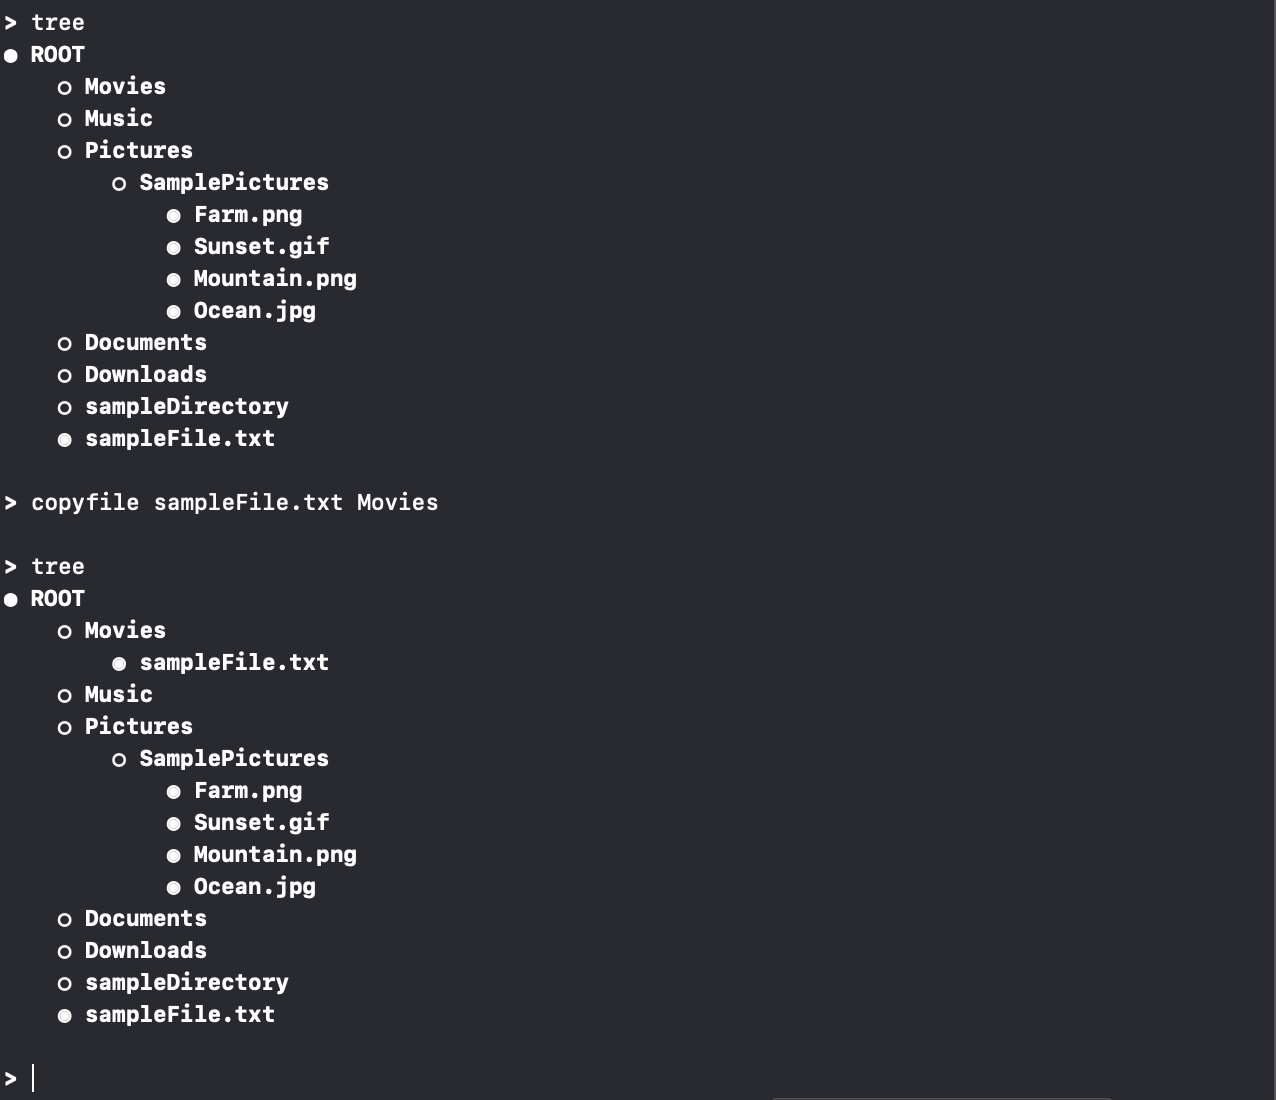 > tree
● ROOT
○ Movies
○ Music
○ Pictures
○ SamplePictures
◉ Farm.png
◉ Sunset.gif
◉ Mountain.png
◉ Ocean.jpg
○ Documents
○ Downloads
○ sampleDirectory
◉ sampleFile.txt
> copyfile sampleFile.txt Movies
> tree
● ROOT
○ Movies
◉ sampleFile.txt
○ Music
○ Pictures
○ SamplePictures
◉ Farm.png
◉ Sunset.gif
◉ Mountain.png
◉ Ocean.jpg
○ Documents
○ Downloads
○ sampleDirectory
◉ sampleFile.txt
>